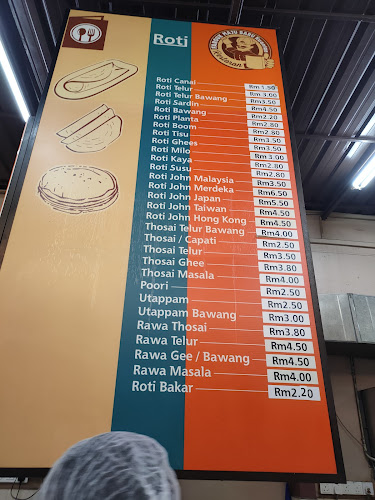 Roti
RESTORAN
Roti Canai Rm1.50
Roti Telur Rm3.00
Roti Telur Bawang Rm3.50
Roti Sardin Rm4.50
Roti Bawang Rm2.20
Roti Planta Rm2.80
Roti Boom Rm2.80
Roti Tisu Rm3.50
Roti Ghees Rm3.50
Roti Milo Rm2.80
Roti Kaya Rm2.80
Roti Susu Rm2.80
Roti John Malaysia Rm3.50
Roti John Merdeka Rm6.50
Roti John Japan Rm5.50
Roti John Taiwan Rm4.50
Roti John Hong Kong Rm4.50
Thosai Telur Bawang Rm4.00
Thosai / Capati Rm2.50
Thosai Telur Rm3.50
Thosai Ghee Rm3.80
Thosai Masala Rm4.00
Poori Rm2.50
Utappam Rm2.50
Utappam Bawang Rm3.00
Rawa Thosai Rm3.80
Rawa Telur Rm4.50
Rawa Gee / Bawang Rm4.50
Rawa Masala Rm4.00
Roti Bakar Rm2.20